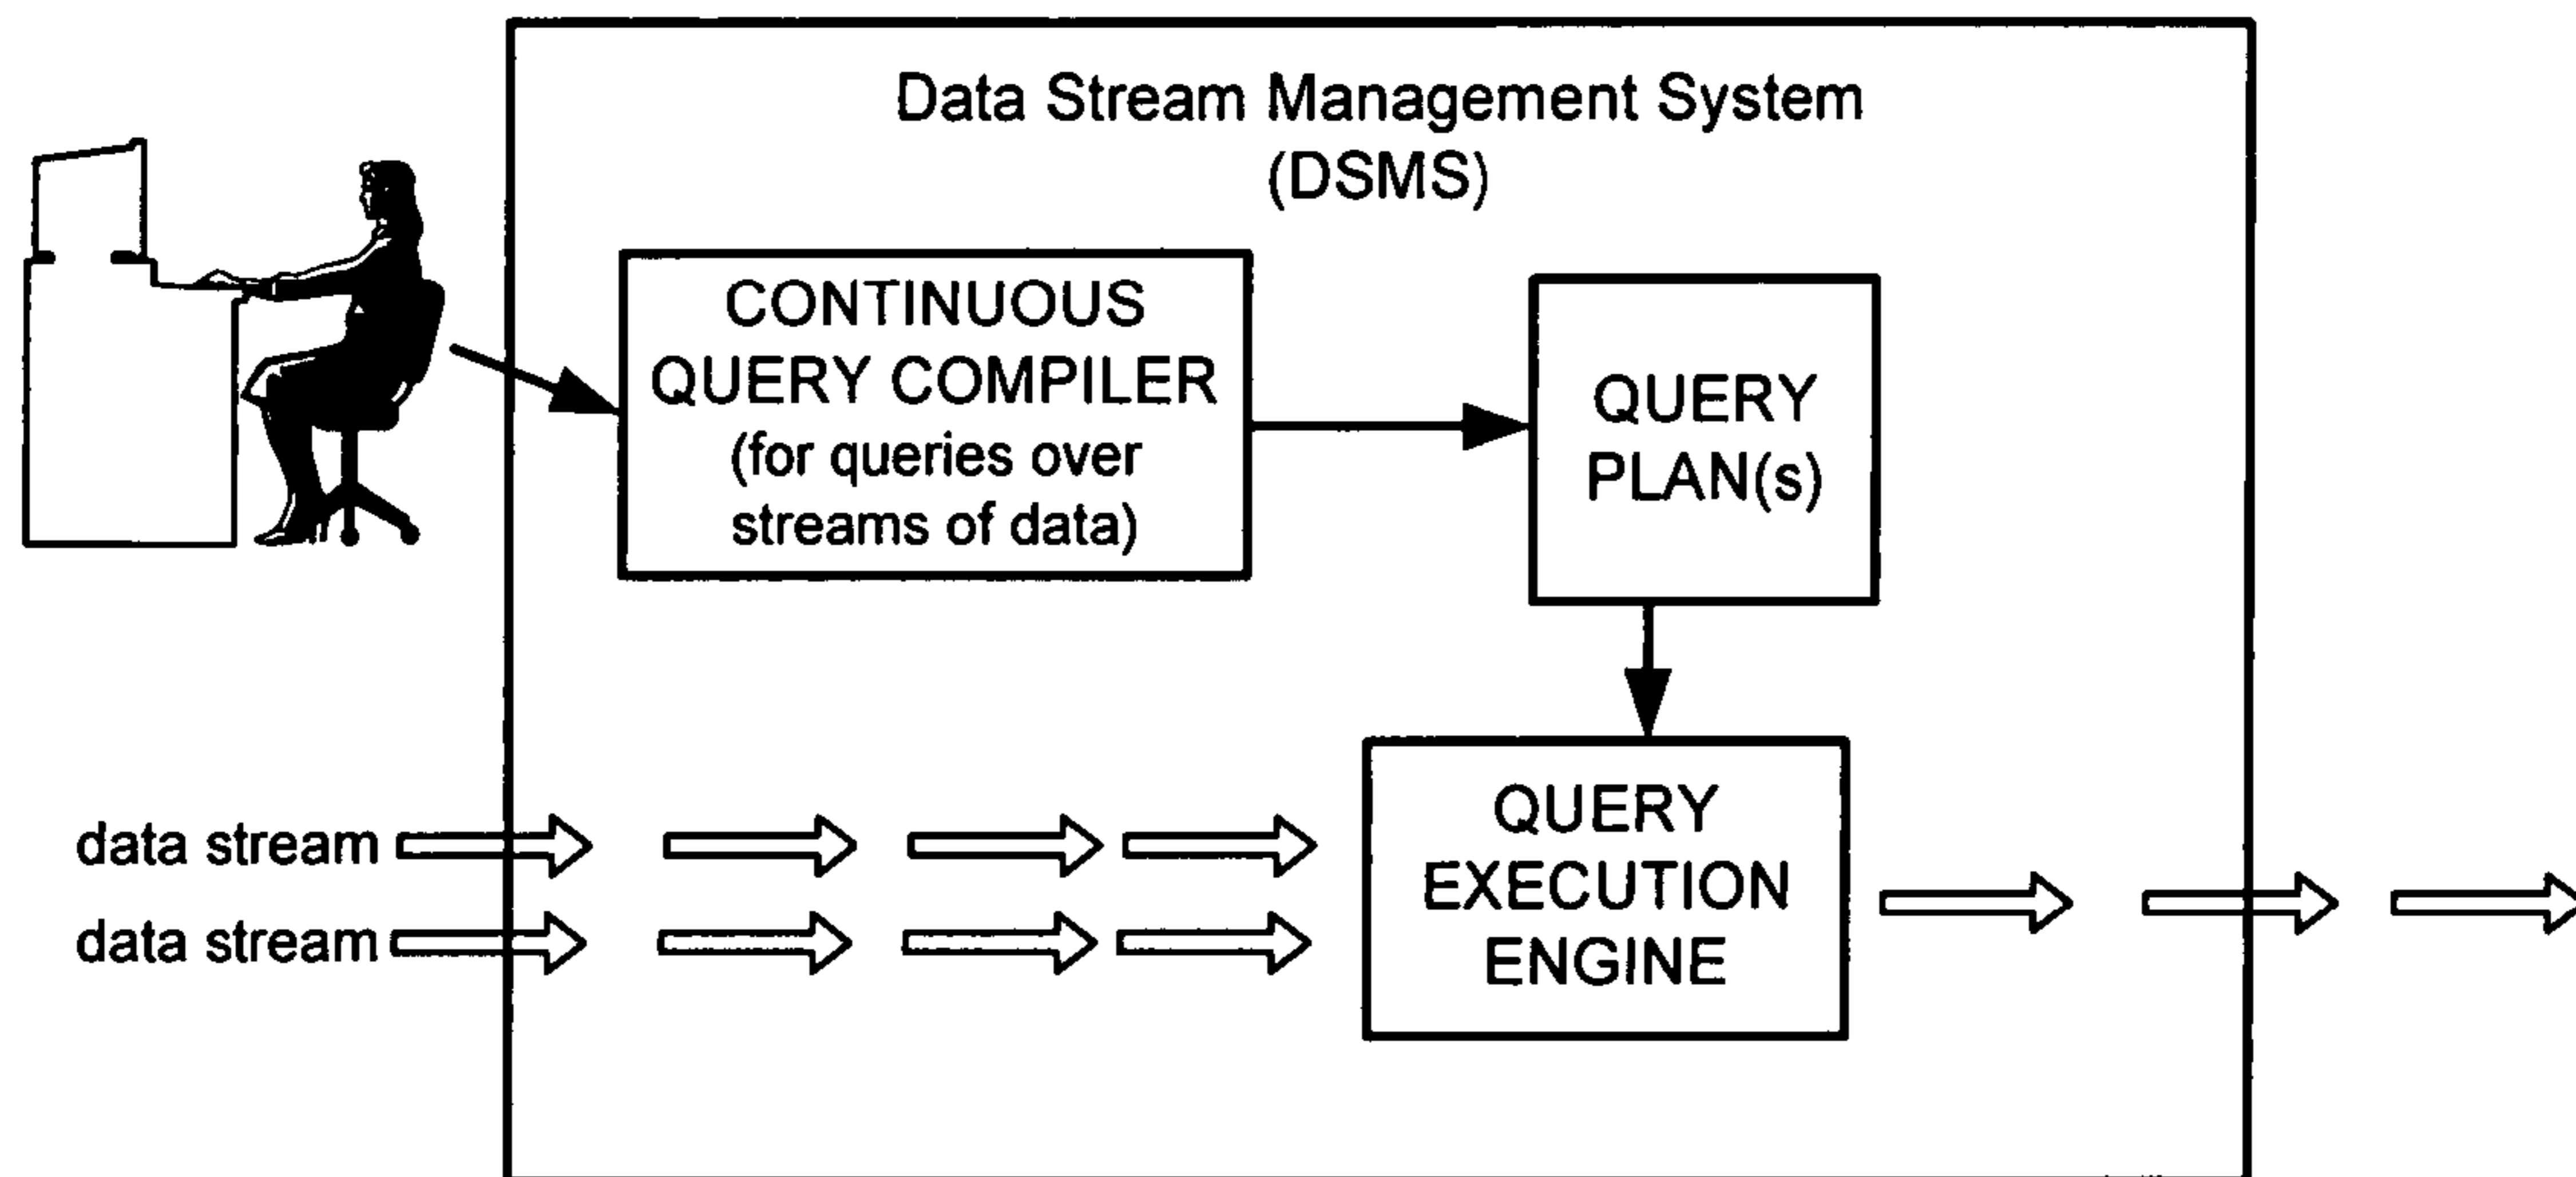 Data Stream Management System
(DSMS)
CONTINUOUS
QUERY COMPILER
(for queries over
streams of data)
QUERY
PLAN(s)
QUERY
EXECUTION
ENGINE
data stream
data stream